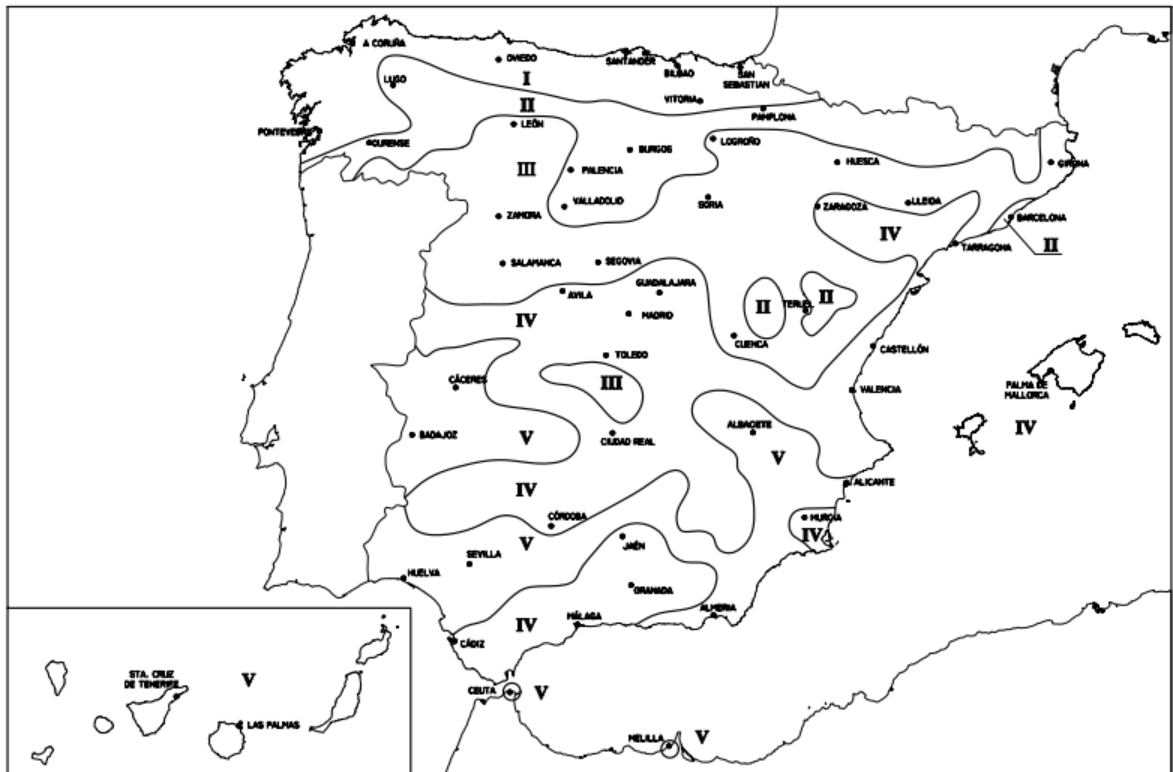 A CORUÑA
OVIEDO
SANTANDER
BILBAO
SAN
SEBASTIAN
LUGO
I
VITORIA
II
PAMPLONA
PONTEVEDRA
LEÓN
OURENSE
LOGROÑO
BURGOS
HUESCA
GIRONA
III
PALENCIA
VALLADOLID
SORIA
ZARAGOZA
LLEIDA
ZAMORA
BARCELONA
IV
TARRAGONA
II
SALAMANCA
SEGOVIA
GUADALAJARA
AVILA
II
TERUEL
II
IV
MADRID
CUENCA
CASTELLÓN
TOLEDO
CÁCERES
III
VALENCIA
PALMA DE
MALLORCA
IV
BADAJOZ
V
CIUDAD REAL
ALBACETE
V
IV
ALICANTE
CÓRDOBA
MURCIA
IV
V
JAÉN
SEVILLA
HUELVA
GRANADA
IV
MÁLAGA
ALMERIA
CÁDIZ
STA. CRUZ
DE TENERIFE
V
CEUTA
V
LAS PALMAS
MELILLA
V